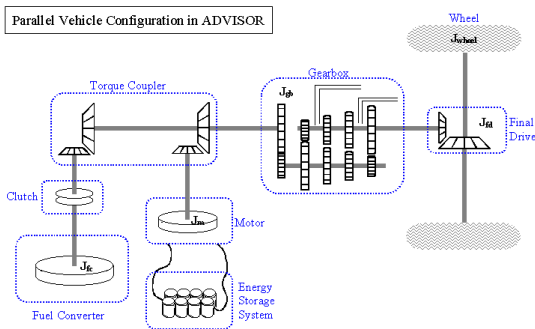 Parallel Vehicle Configuration in ADVISOR
Wheel
Jwheel
Gearbox
Torque Coupler
Jgb
Jfd
Final
Drive
Clutch
Jm
Motor
Jfc
Energy
Storage
System
Fuel Converter